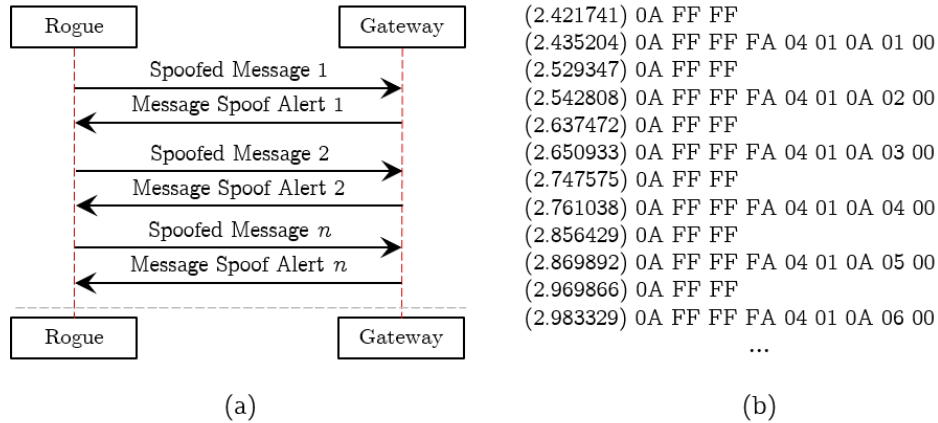 Rogue
Gateway
Spoofed Message 1
Message Spoof Alert 1
Spoofed Message 2
Message Spoof Alert 2
Spoofed Message n
Message Spoof Alert n
Rogue
Gateway
(a)
(2.421741) 0A FF FF
(2.435204) 0A FF FF FA 04 01 0A 01 00
(2.529347) 0A FF FF
(2.542808) 0A FF FF FA 04 01 0A 02 00
(2.637472) 0A FF FF
(2.650933) 0A FF FF FA 04 01 0A 03 00
(2.747575) 0A FF FF
(2.761038) 0A FF FF FA 04 01 0A 04 00
(2.856429) 0A FF FF
(2.869892) 0A FF FF FA 04 01 0A 05 00
(2.969866) 0A FF FF
(2.983329) 0A FF FF FA 04 01 0A 06 00
...
(b)